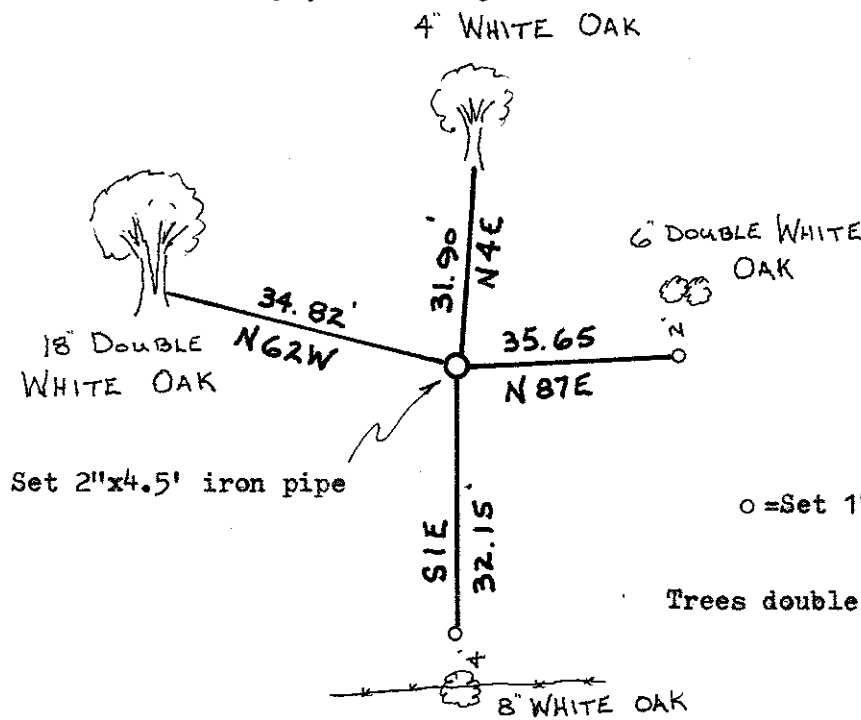 4" WHITE OAK
6" DOUBLE WHITE
OAK
31.90'
N4E
34.82'
N62W
18" DOUBLE
WHITE OAK
2'
35.65
N87E
Set 2"x4.5' iron pipe
S1E
32.15'
o =Set 1"
Trees double
4'
8" WHITE OAK